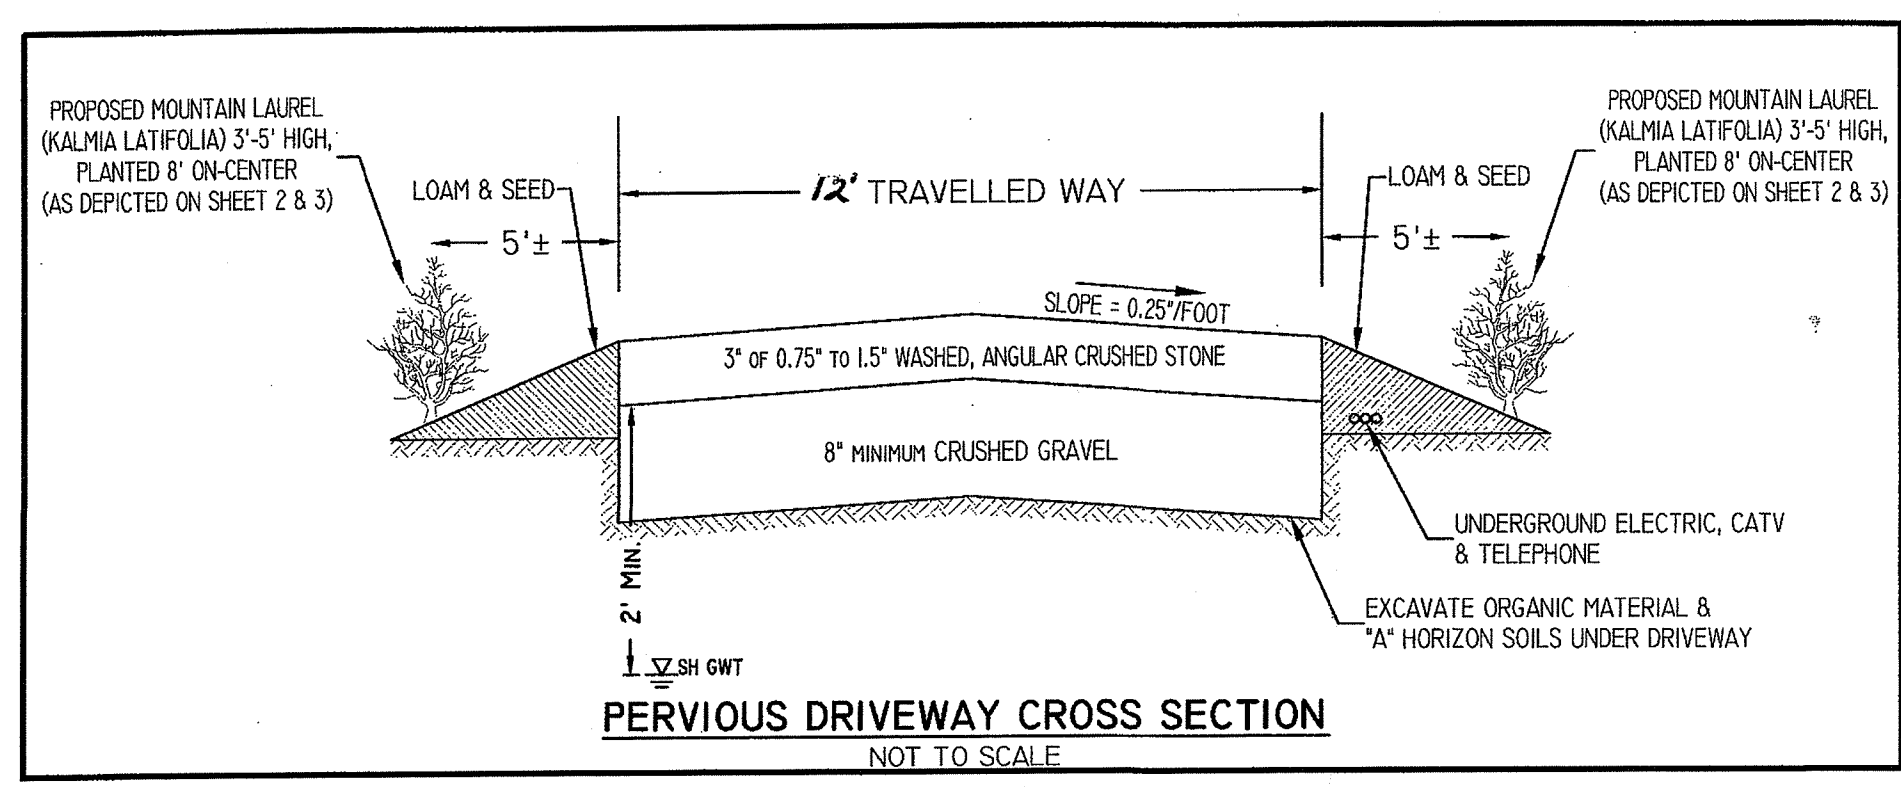 PROPOSED MOUNTAIN LAUREL
(KALMIA LATIFOLIA) 3'-5' HIGH,
PLANTED 8' ON-CENTER
(AS DEPICTED ON SHEET 2 & 3)
LOAM & SEED
5'±
12' TRAVELLED WAY
LOAM & SEED
5'±
PROPOSED MOUNTAIN LAUREL
(KALMIA LATIFOLIA) 3'-5' HIGH,
PLANTED 8' ON-CENTER
(AS DEPICTED ON SHEET 2 & 3)
SLOPE = 0.25"/FOOT
3" OF 0.75" TO 1.5" WASHED, ANGULAR CRUSHED STONE
8" MINIMUM CRUSHED GRAVEL
2' MIN.
SH GWT
UNDERGROUND ELECTRIC, CATV
& TELEPHONE
EXCAVATE ORGANIC MATERIAL &
"A" HORIZON SOILS UNDER DRIVEWAY
PERVIOUS DRIVEWAY CROSS SECTION
NOT TO SCALE